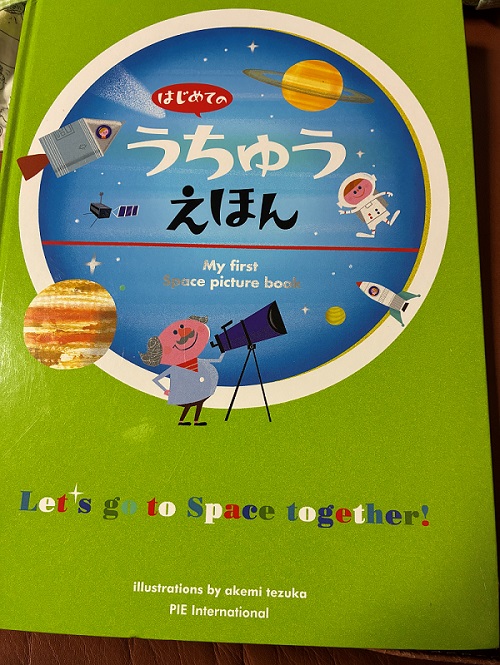 はじめての
うちゅう
えほん
My first
Space picture book
Let's go to Space together!
illustrations by akemi tezuka
PIE International